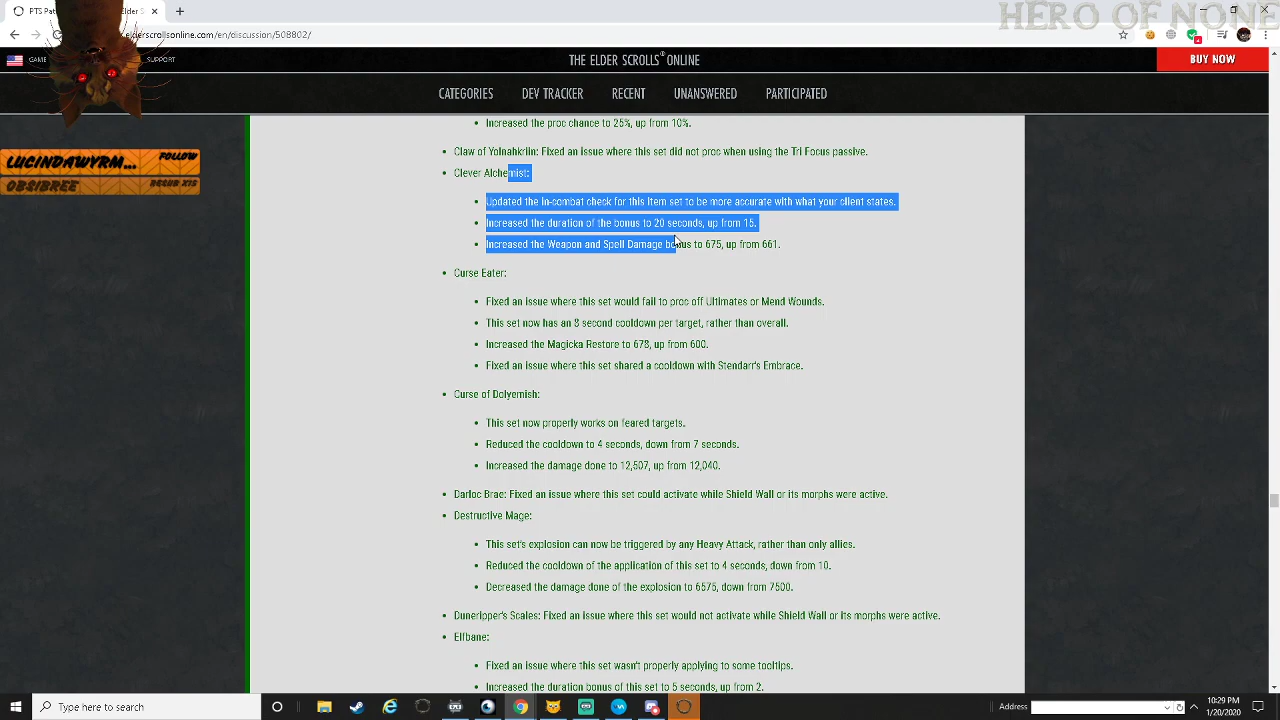 PTS Pat
Elder S
HERO OF NONE
derscrollsonline.com/en/discussion/508802/
GAME
SUPPORT
THE ELDER SCROLLS® ONLINE
BUY NOW
CATEGORIES DEV TRACKER RECENT UNANSWERED PARTICIPATED
• Increased the proc chance to 25%, up from 10%.
• Claw of Yolnahkriin: Fixed an issue where this set did not proc when using the Tri Focus passive.
LUCINDAWYRM... FOLLOW
• Clever Alchemist:
OBSIBREE RESUB X15
• Updated the in-combat check for this item set to be more accurate with what your client states.
• Increased the duration of the bonus to 20 seconds, up from 15.
• Increased the Weapon and Spell Damage bonus to 675, up from 661.
• Curse Eater:
• Fixed an issue where this set would fail to proc off Ultimates or Mend Wounds.
• This set now has an 8 second cooldown per target, rather than overall.
• Increased the Magicka Restore to 678, up from 600.
• Fixed an issue where this set shared a cooldown with Stendarr's Embrace.
• Curse of Dolyemish:
• This set now properly works on feared targets.
• Reduced the cooldown to 4 seconds, down from 7 seconds.
• Increased the damage done to 12,507, up from 12,040.
• Darloc Brae: Fixed an issue where this set could activate while Shield Wall or its morphs were active.
• Destructive Mage:
• This set's explosion can now be triggered by any Heavy Attack, rather than only allies.
• Reduced the cooldown of the application of this set to 4 seconds, down from 10.
• Decreased the damage done of the explosion to 6575, down from 7500.
• Duneripper's Scales: Fixed an issue where this set would not activate while Shield Wall or its morphs were active.
• Elfbane:
• Fixed an issue where this set wasn't properly applying to some tooltips.
• Increased the duration bonus of this set to 5 seconds, up from 2.
Type here to search
Address
10:29 PM
1/20/2020